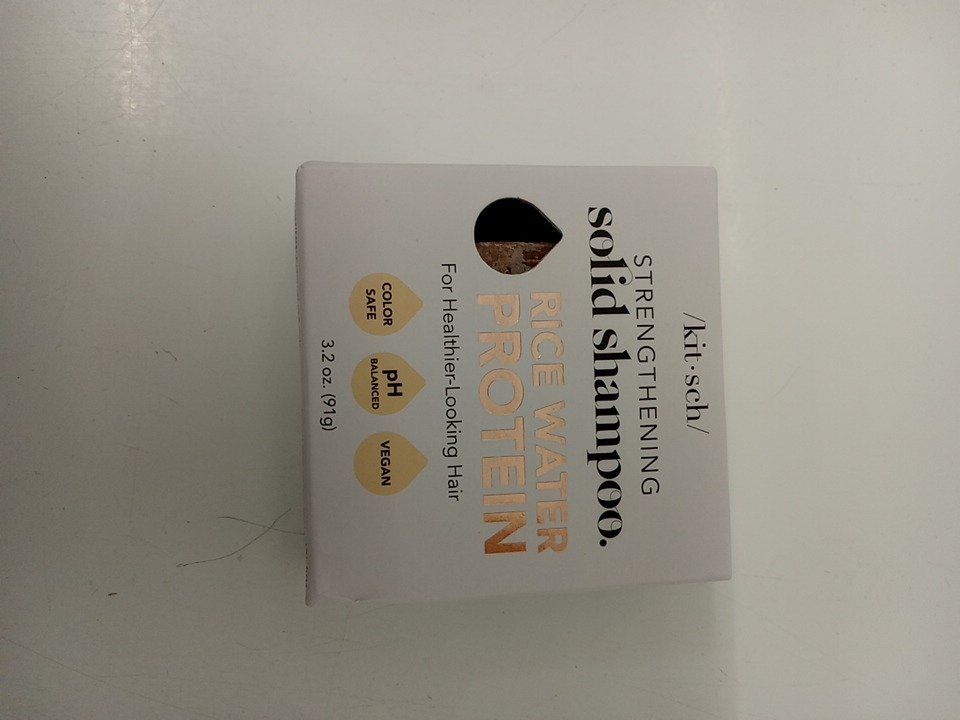 /kit·sch/
STRENGTHENING
solid shampoo.
RICE WATER
PROTEIN
For Healthier-Looking Hair
COLOR
SAFE
pH
BALANCED
VEGAN
3.2 oz. (91g)